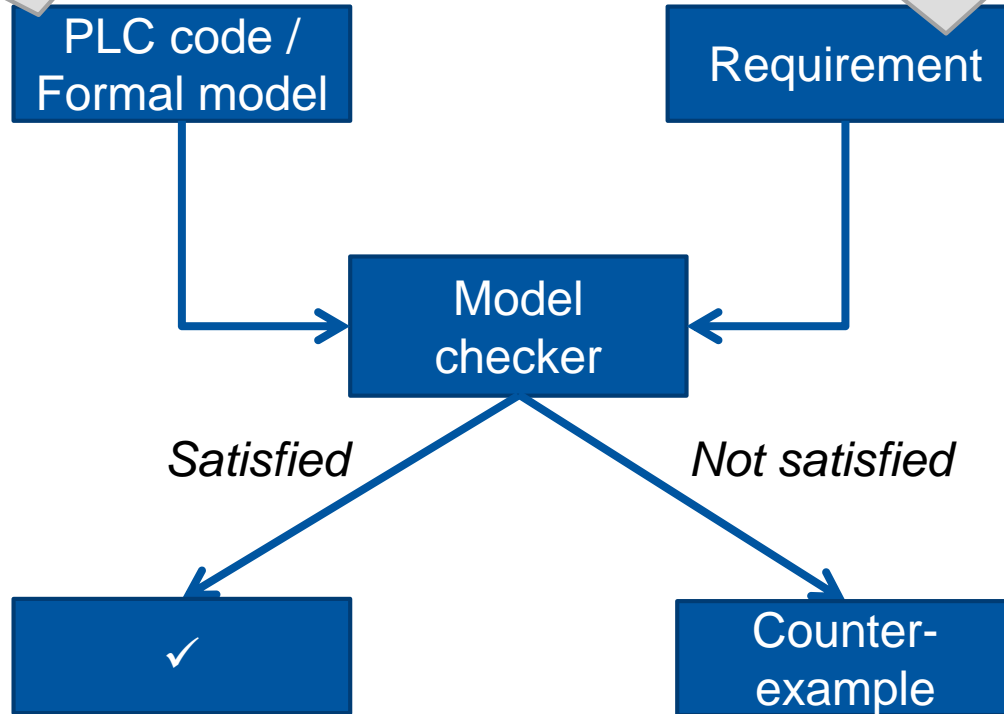 PLC code /
Formal model
Requirement
Model
checker
Satisfied
Not satisfied
✓
Counter-
example